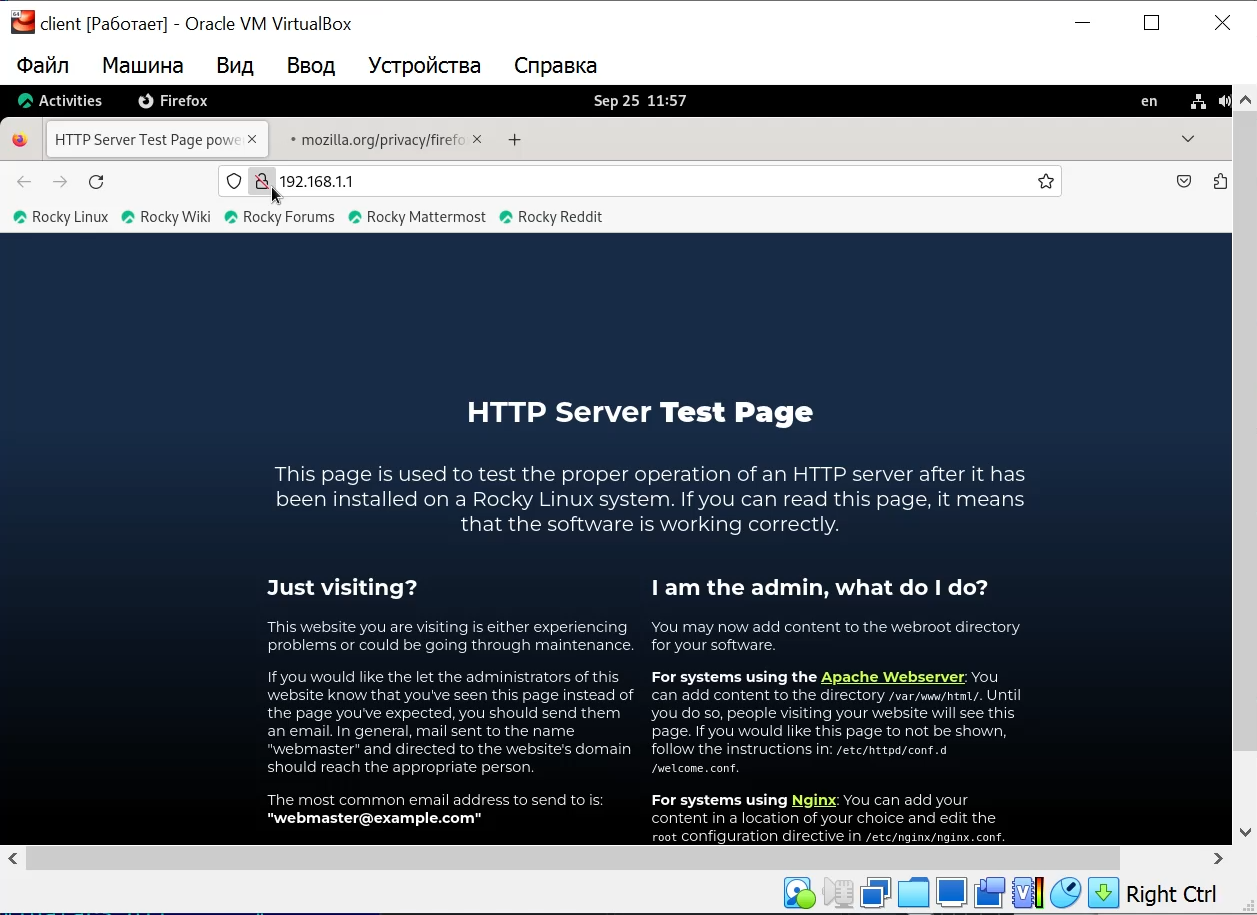 client [Работает] - Oracle VM VirtualBox
Файл Машина Вид Ввод Устройства Справка
Activities Firefox Sep 25 11:57 en
HTTP Server Test Page powe mozilla.org/privacy/firefo
192.168.1.1
Rocky Linux Rocky Wiki Rocky Forums Rocky Mattermost Rocky Reddit
HTTP Server Test Page
This page is used to test the proper operation of an HTTP server after it has
been installed on a Rocky Linux system. If you can read this page, it means
that the software is working correctly.
Just visiting?
This website you are visiting is either experiencing
problems or could be going through maintenance.
If you would like the let the administrators of this
website know that you've seen this page instead of
the page you've expected, you should send them
an email. In general, mail sent to the name
"webmaster" and directed to the website's domain
should reach the appropriate person.
The most common email address to send to is:
"webmaster@example.com"
I am the admin, what do I do?
You may now add content to the webroot directory
for your software.
For systems using the Apache Webserver: You
can add content to the directory /var/www/html/. Until
you do so, people visiting your website will see this
page. If you would like this page to not be shown,
follow the instructions in: /etc/httpd/conf.d
/welcome.conf.
For systems using Nginx: You can add your
content in a location of your choice and edit the
root configuration directive in /etc/nginx/nginx.conf.
Right Ctrl